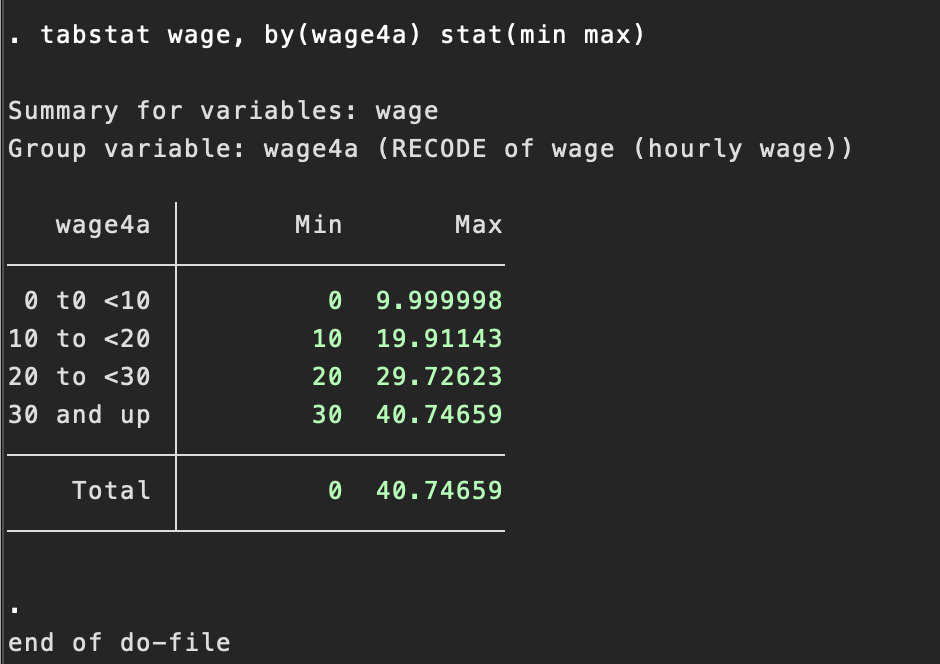 . tabstat wage, by(wage4a) stat(min max)
Summary for variables: wage
Group variable: wage4a (RECODE of wage (hourly wage))
wage4a Min Max
0 t0 <10 0 9.999998
10 to <20 10 19.91143
20 to <30 20 29.72623
30 and up 30 40.74659
Total 0 40.74659
.
end of do-file